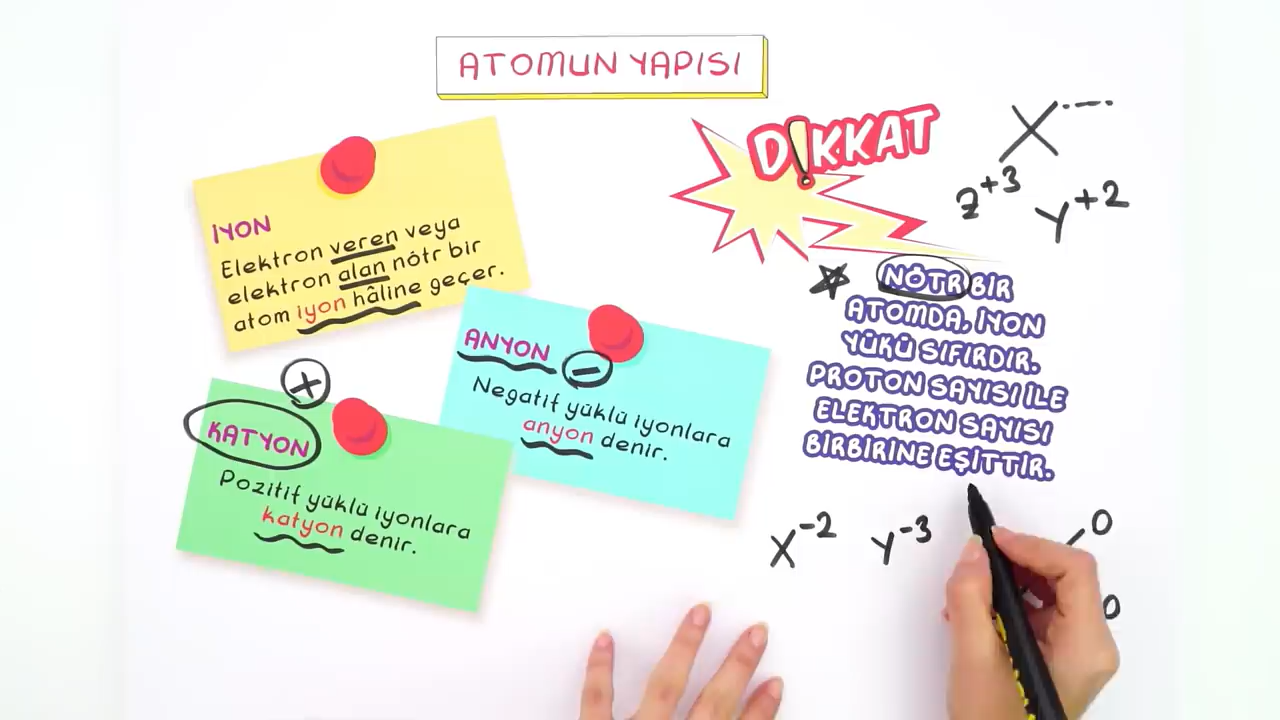 ATOMUN YAPISI
İYON
Elektron veren veya
elektron alan nötr bir
atom iyon hâline geçer.
ANYON
−
Negatif yüklü iyonlara
anyon denir.
+
KATYON
Pozitif yüklü iyonlara
katyon denir.
DİKKAT
X
Z+3 Y+2
NÖTR BİR
ATOMDA, İYON
YÜKÜ SIFIRDIR.
PROTON SAYISI İLE
ELEKTRON SAYISI
BİRBİRİNE EŞİTTİR.
X-2 Y-3 0
0